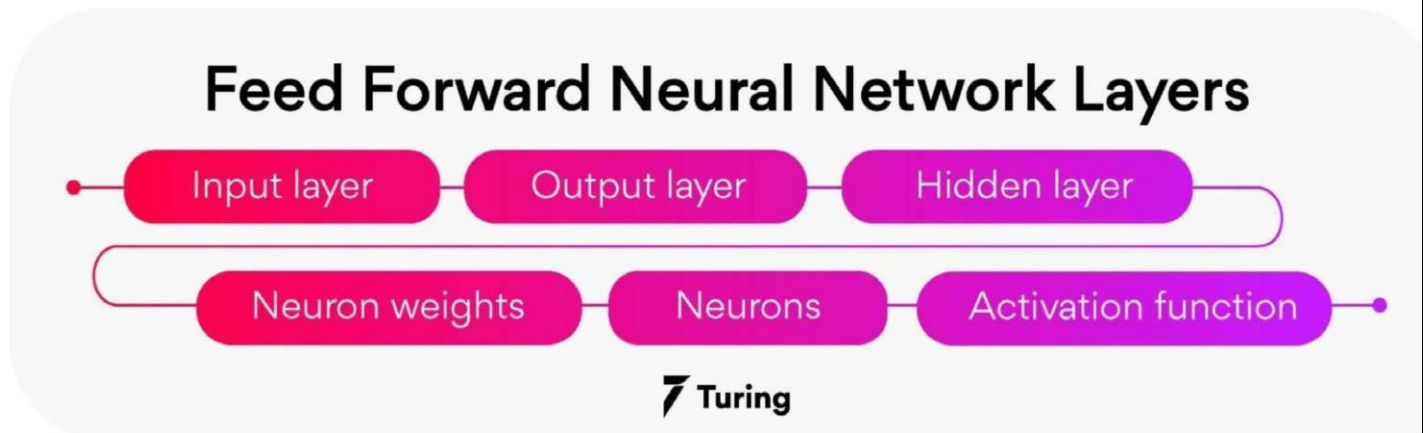 Feed Forward Neural Network Layers
Input layer
Output layer
Hidden layer
Neuron weights
Neurons
Activation function
Turing